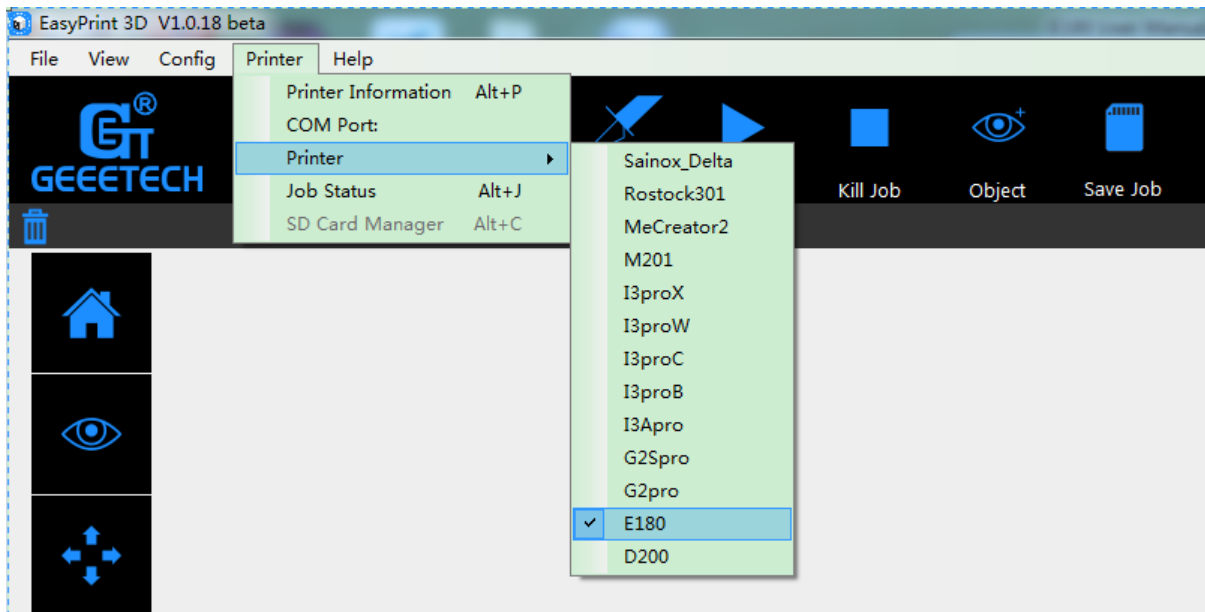 EasyPrint 3D V1.0.18 beta
File View Config Printer Help
Printer Information Alt+P
COM Port:
Printer
Job Status Alt+J
SD Card Manager Alt+C
GEEETECH
®
Kill Job Object Save Job
Sainox_Delta
Rostock301
MeCreator2
M201
I3proX
I3proW
I3proC
I3proB
I3Apro
G2Spro
G2pro
E180
D200